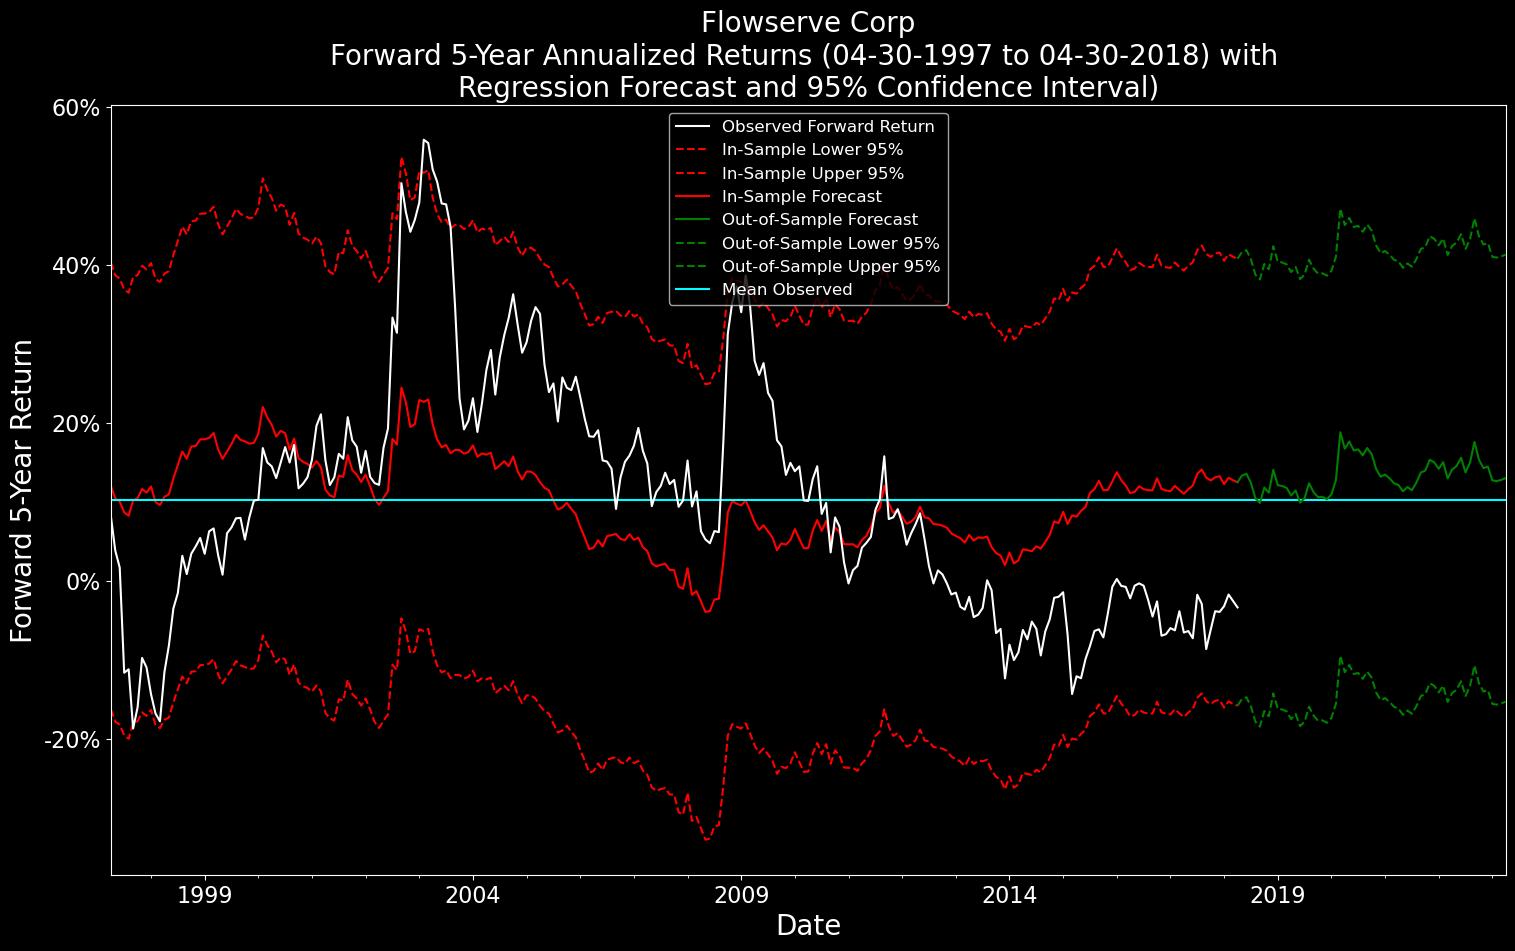 Flowserve Corp
Forward 5-Year Annualized Returns (04-30-1997 to 04-30-2018) with
Regression Forecast and 95% Confidence Interval)
Observed Forward Return
In-Sample Lower 95%
In-Sample Upper 95%
In-Sample Forecast
Out-of-Sample Forecast
Out-of-Sample Lower 95%
Out-of-Sample Upper 95%
Mean Observed
Forward 5-Year Return
60%
40%
20%
0%
-20%
1999
2004
2009
2014
2019
Date